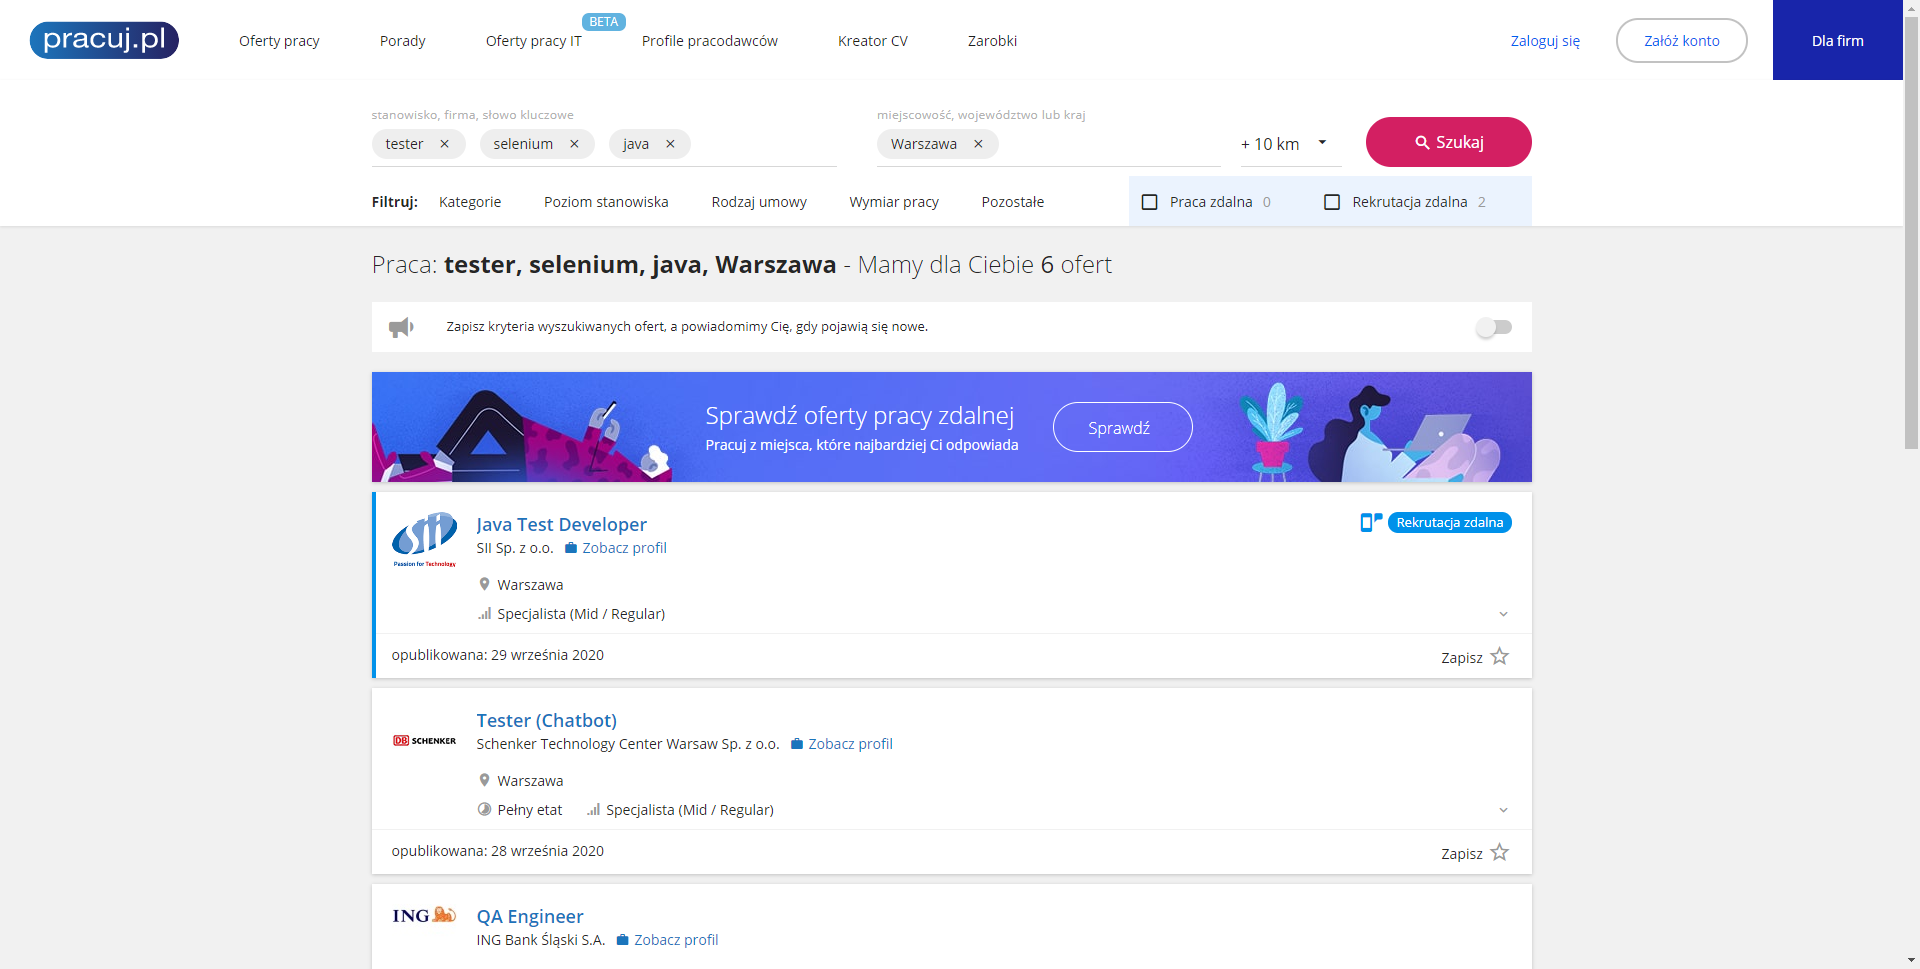 pracuj.pl
Oferty pracy
Porady
Oferty pracy IT
BETA
Profile pracodawców
Kreator CV
Zarobki
Zaloguj się
Załóż konto
Dla firm
stanowisko, firma, słowo kluczowe
miejscowość, województwo lub kraj
tester × selenium × java ×
Warszawa ×
+ 10 km
Szukaj
Filtruj: Kategorie Poziom stanowiska Rodzaj umowy Wymiar pracy Pozostałe
Praca zdalna 0
Rekrutacja zdalna 2
Praca: tester, selenium, java, Warszawa - Mamy dla Ciebie 6 ofert
Zapisz kryteria wyszukiwanych ofert, a powiadomimy Cię, gdy pojawią się nowe.
Sprawdź oferty pracy zdalnej
Pracuj z miejsca, które najbardziej Ci odpowiada
Sprawdź
Sii
Passion for Technology
Java Test Developer
Rekrutacja zdalna
SII Sp. z o.o. Zobacz profil
Warszawa
Specjalista (Mid / Regular)
opublikowana: 29 września 2020
Zapisz
DB SCHENKER
Tester (Chatbot)
Schenker Technology Center Warsaw Sp. z o.o. Zobacz profil
Warszawa
Pełny etat Specjalista (Mid / Regular)
opublikowana: 28 września 2020
Zapisz
ING
QA Engineer
ING Bank Śląski S.A. Zobacz profil